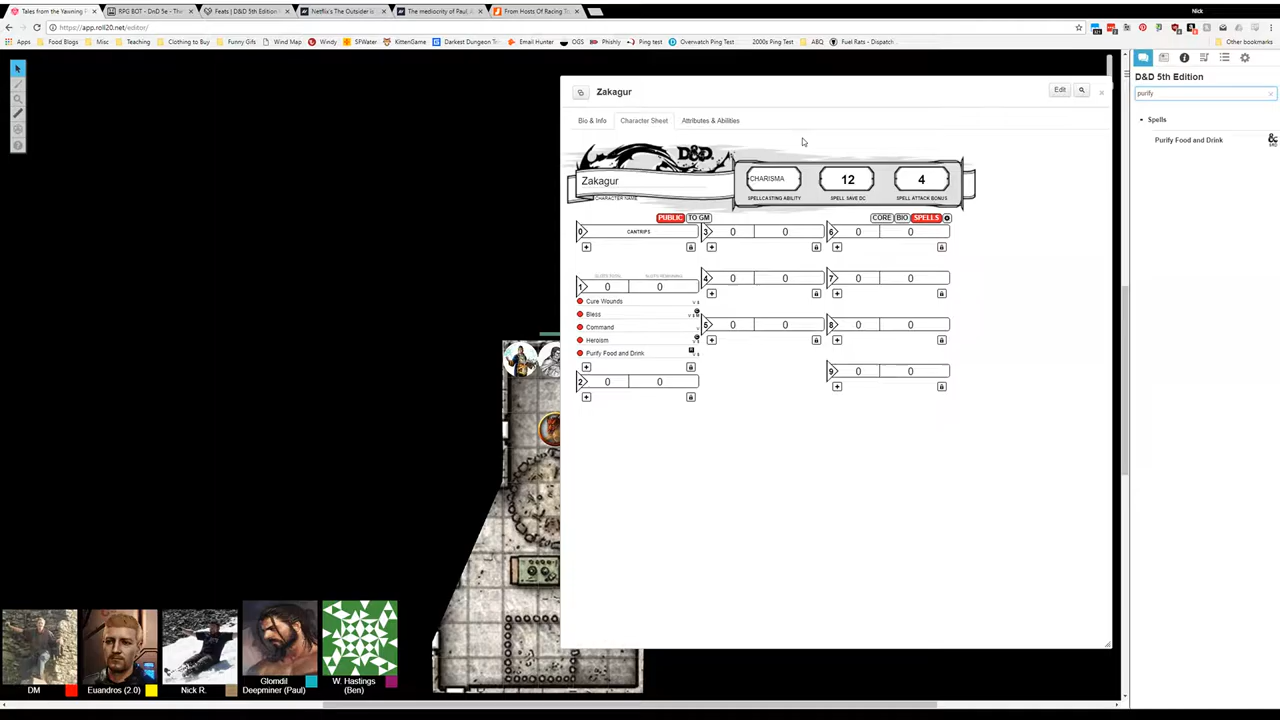 Tales from the Yawning F
RPG BOT - DnD 5e - The
Feats | D&D 5th Edition
Netflix's The Outsider is
The mediocrity of Paul
From Hosts Of Racing To
Nick
https://app.roll20.net/editor/
Apps
Food Blogs
Misc
Teaching
Clothing to Buy
Funny Gifs
Wind Map
Windy
SFWater
KittenGame
Darkest Dungeon T
Email Hunter
OGS
Phishly
Ping test
Overwatch Ping Test
2000s Ping Test
ABQ
Fuel Rats - Dispatch
Other bookmarks
D&D 5th Edition
purify
Spells
Purify Food and Drink
Zakagur
Edit
Bio & Info
Character Sheet
Attributes & Abilities
D&D
Zakagur
CHARACTER NAME
CHARISMA
12
4
SPELLCASTING ABILITY
SPELL SAVE DC
SPELL ATTACK BONUS
PUBLIC
TO GM
CORE
BIO
SPELLS
0 CANTRIPS
3 0 0
6 0 0
SLOTS TOTAL
SLOTS REMAINING
1 0 0
4 0 0
7 0 0
Cure Wounds V S
Bless V S M
Command V
Heroism V S
Purify Food and Drink V S
5 0 0
8 0 0
2 0 0
9 0 0
DM
Euandros (2.0)
Nick R.
Glomdil
Deepminer (Paul)
W. Hastings
(Ben)